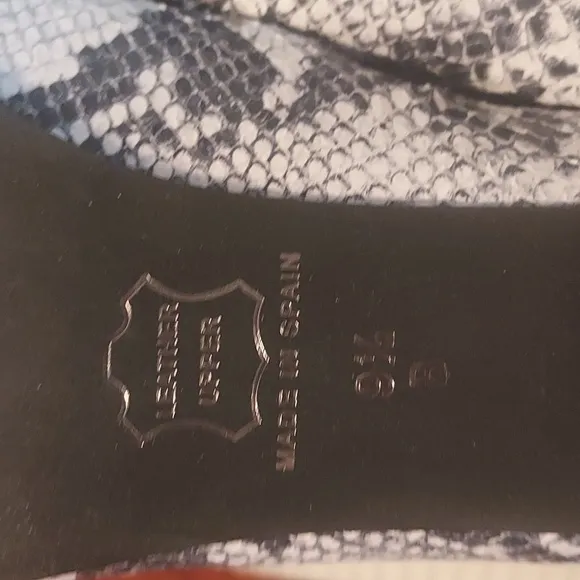 LEATHER
UPPER
MADE IN SPAIN
9½
B